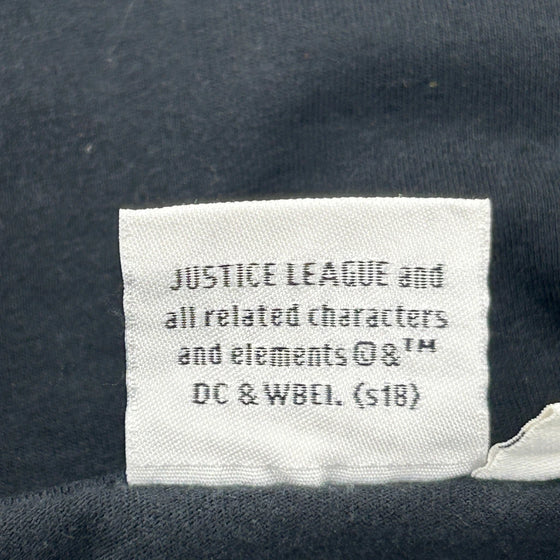 JUSTICE LEAGUE and
all related characters
and elements © & ™
DC & WBEI. (s18)